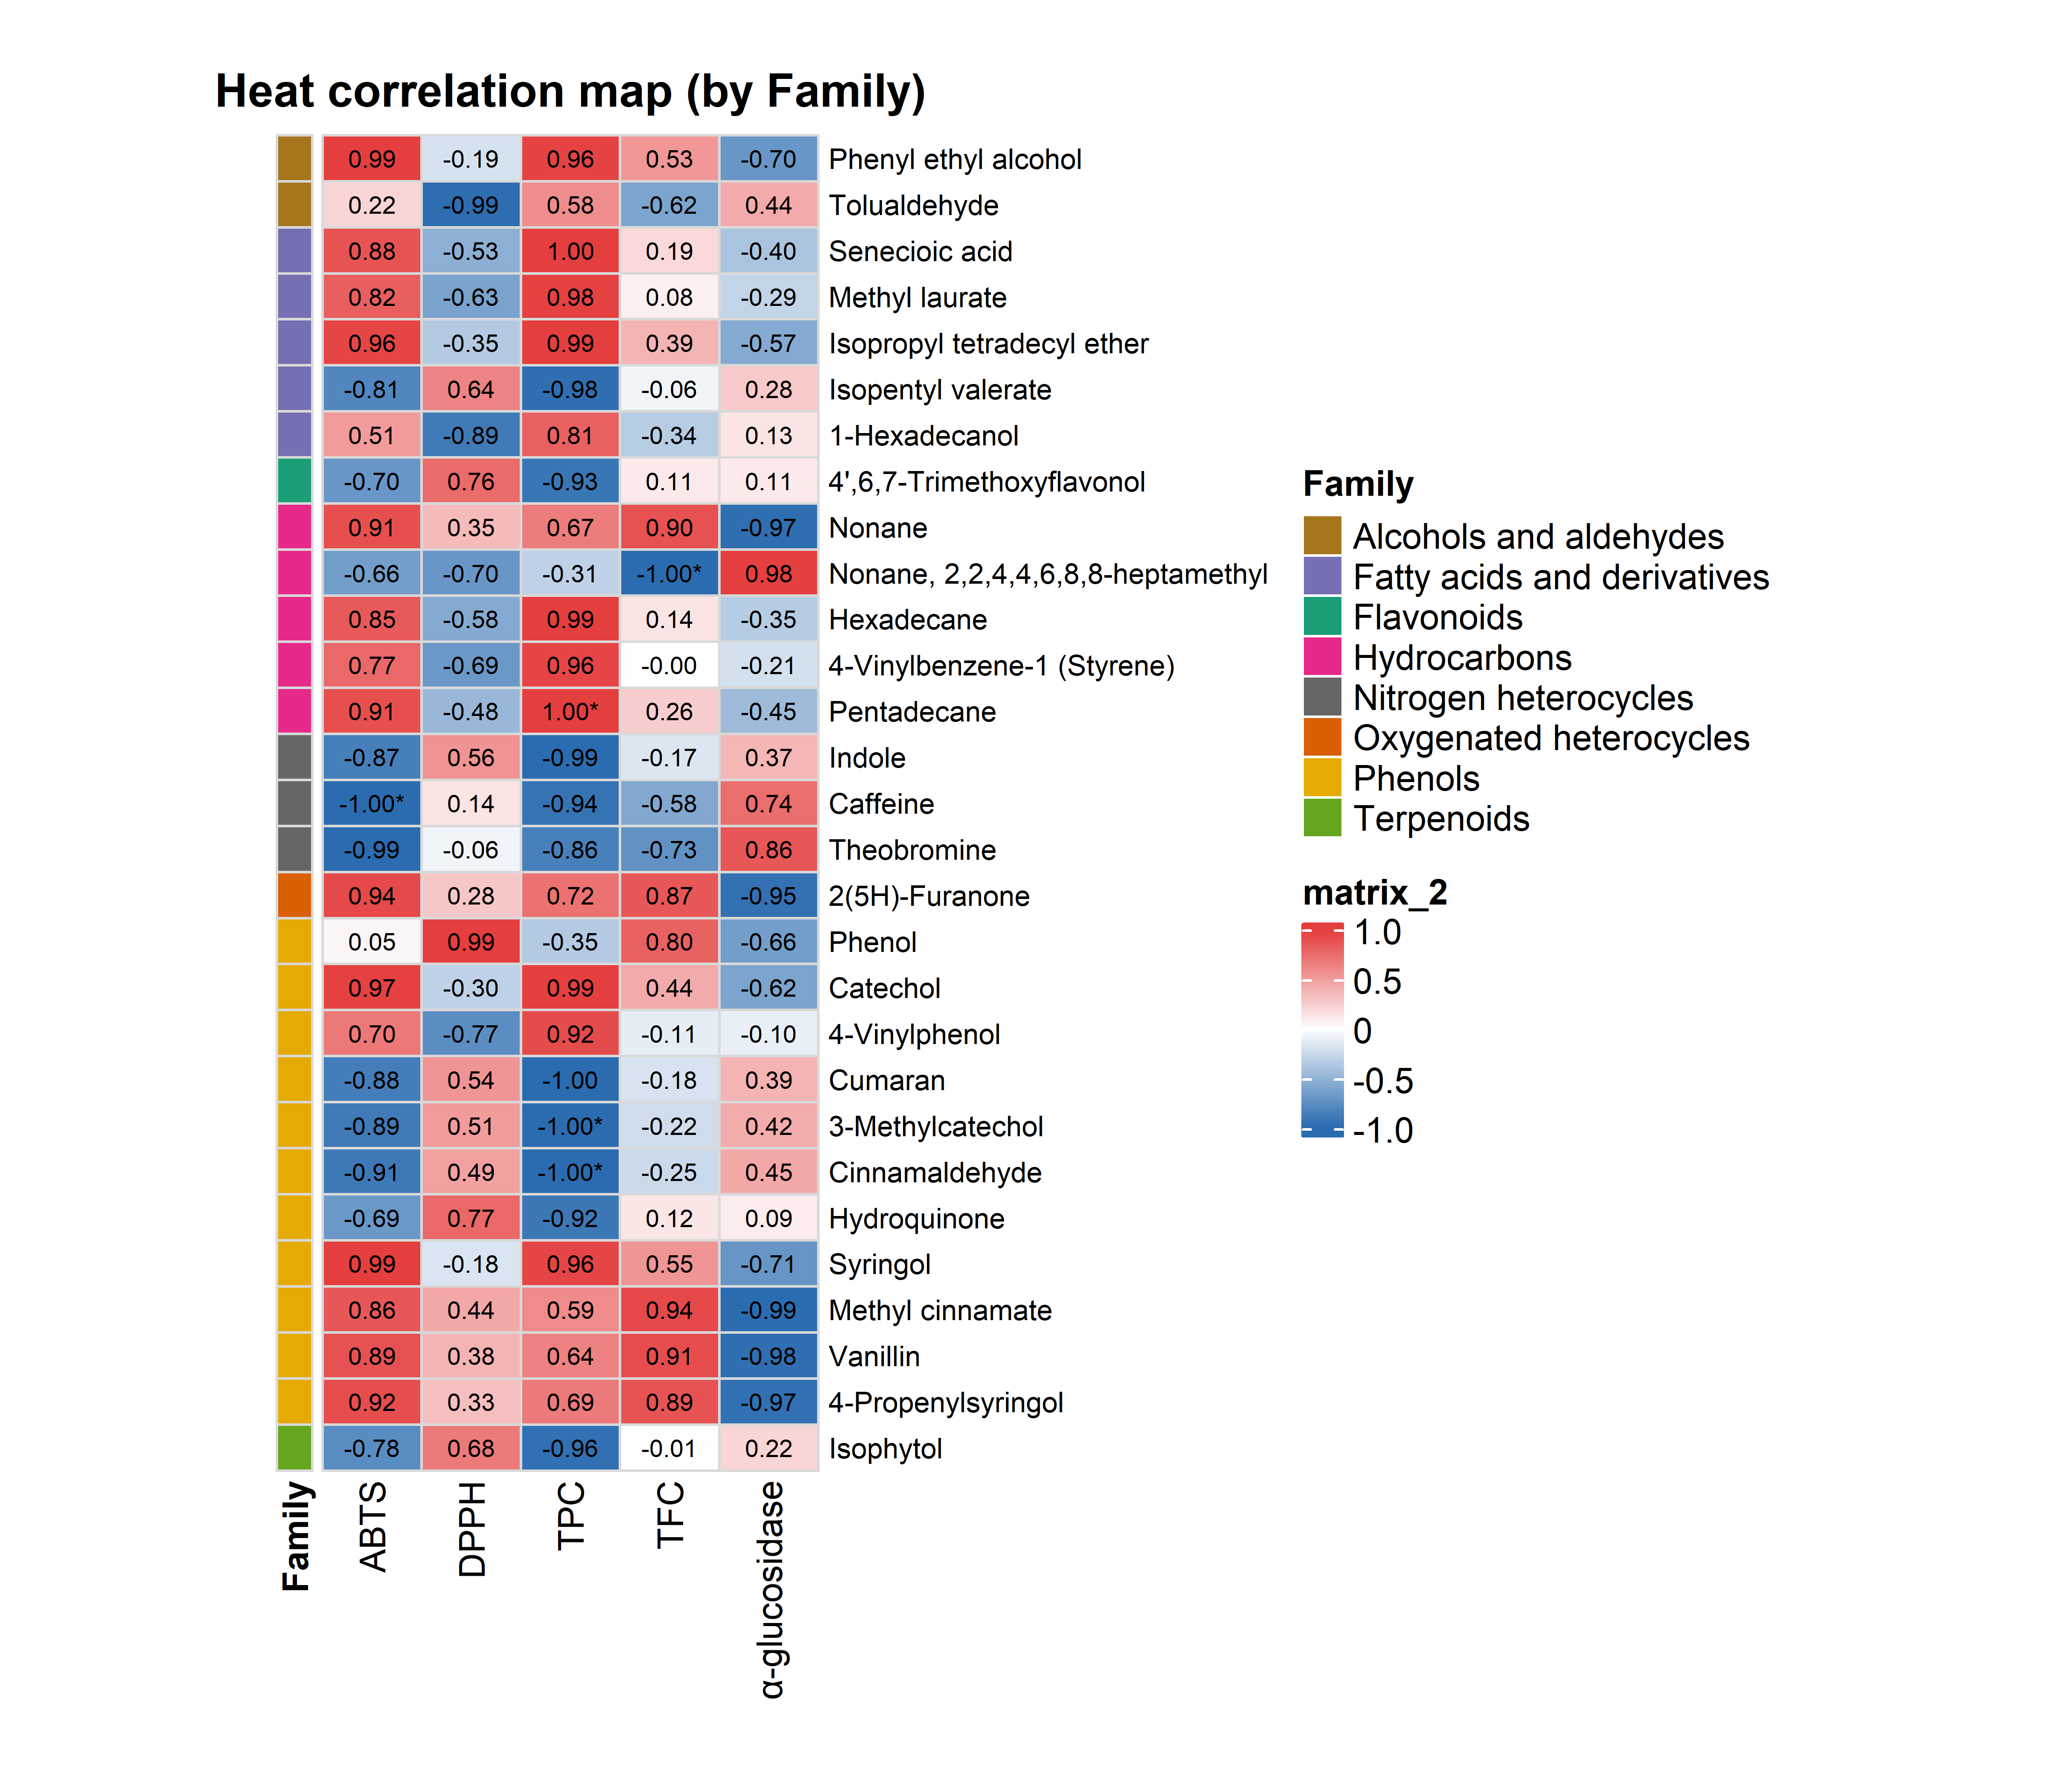 Heat correlation map (by Family)
0.99 -0.19 0.96 0.53 -0.70 Phenyl ethyl alcohol
0.22 -0.99 0.58 -0.62 0.44 Tolualdehyde
0.88 -0.53 1.00 0.19 -0.40 Senecioic acid
0.82 -0.63 0.98 0.08 -0.29 Methyl laurate
0.96 -0.35 0.99 0.39 -0.57 Isopropyl tetradecyl ether
-0.81 0.64 -0.98 -0.06 0.28 Isopentyl valerate
0.51 -0.89 0.81 -0.34 0.13 1-Hexadecanol
-0.70 0.76 -0.93 0.11 0.11 4',6,7-Trimethoxyflavonol
0.91 0.35 0.67 0.90 -0.97 Nonane
-0.66 -0.70 -0.31 -1.00* 0.98 Nonane, 2,2,4,4,6,8,8-heptamethyl
0.85 -0.58 0.99 0.14 -0.35 Hexadecane
0.77 -0.69 0.96 -0.00 -0.21 4-Vinylbenzene-1 (Styrene)
0.91 -0.48 1.00* 0.26 -0.45 Pentadecane
-0.87 0.56 -0.99 -0.17 0.37 Indole
-1.00* 0.14 -0.94 -0.58 0.74 Caffeine
-0.99 -0.06 -0.86 -0.73 0.86 Theobromine
0.94 0.28 0.72 0.87 -0.95 2(5H)-Furanone
0.05 0.99 -0.35 0.80 -0.66 Phenol
0.97 -0.30 0.99 0.44 -0.62 Catechol
0.70 -0.77 0.92 -0.11 -0.10 4-Vinylphenol
-0.88 0.54 -1.00 -0.18 0.39 Cumaran
-0.89 0.51 -1.00* -0.22 0.42 3-Methylcatechol
-0.91 0.49 -1.00* -0.25 0.45 Cinnamaldehyde
-0.69 0.77 -0.92 0.12 0.09 Hydroquinone
0.99 -0.18 0.96 0.55 -0.71 Syringol
0.86 0.44 0.59 0.94 -0.99 Methyl cinnamate
0.89 0.38 0.64 0.91 -0.98 Vanillin
0.92 0.33 0.69 0.89 -0.97 4-Propenylsyringol
-0.78 0.68 -0.96 -0.01 0.22 Isophytol
Family ABTS DPPH TPC TFC α-glucosidase
Family
Alcohols and aldehydes
Fatty acids and derivatives
Flavonoids
Hydrocarbons
Nitrogen heterocycles
Oxygenated heterocycles
Phenols
Terpenoids
matrix_2
1.0
0.5
0
-0.5
-1.0